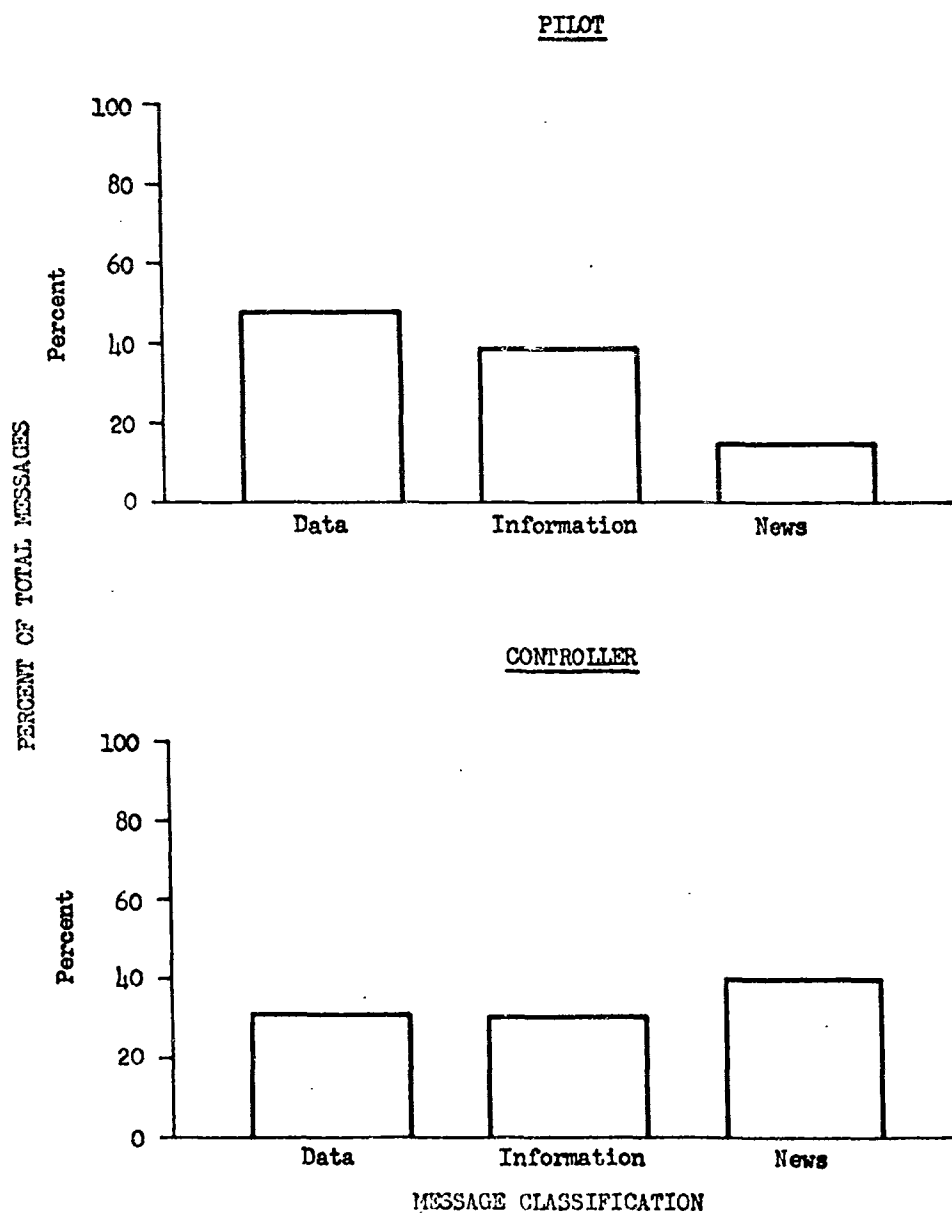 PILOT
PERCENT OF TOTAL MESSAGES
Percent
100
80
60
40
20
0
Data Information News
CONTROLLER
Percent
100
80
60
40
20
0
Data Information News
MESSAGE CLASSIFICATION